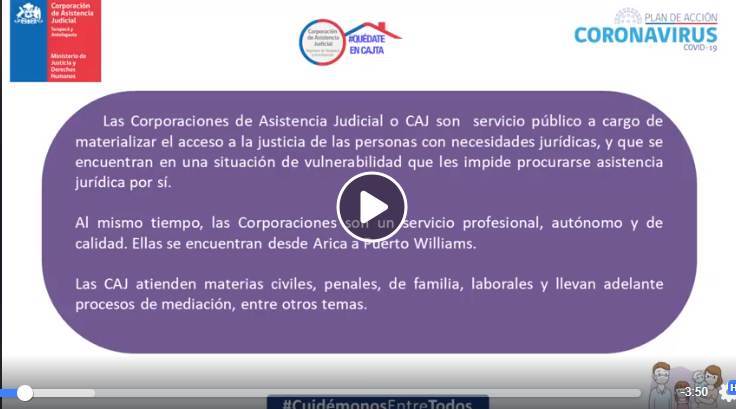 Corporación
de Asistencia
Judicial
Tarapacá y
Antofagasta
Ministerio de
Justicia y
Derechos
Humanos
Corporación
de Asistencia
Judicial
#QUÉDATE
EN CAJTA
PLAN DE ACCIÓN
CORONAVIRUS
COVID-19
Las Corporaciones de Asistencia Judicial o CAJ son servicio público a cargo de
materializar el acceso a la justicia de las personas con necesidades jurídicas, y que se
encuentran en una situación de vulnerabilidad que les impide procurarse asistencia
jurídica por sí.
Al mismo tiempo, las Corporaciones son un servicio profesional, autónomo y de
calidad. Ellas se encuentran desde Arica a Puerto Williams.
Las CAJ atienden materias civiles, penales, de familia, laborales y llevan adelante
procesos de mediación, entre otros temas.
-3:50
H
#CuidémonosEntreTodos